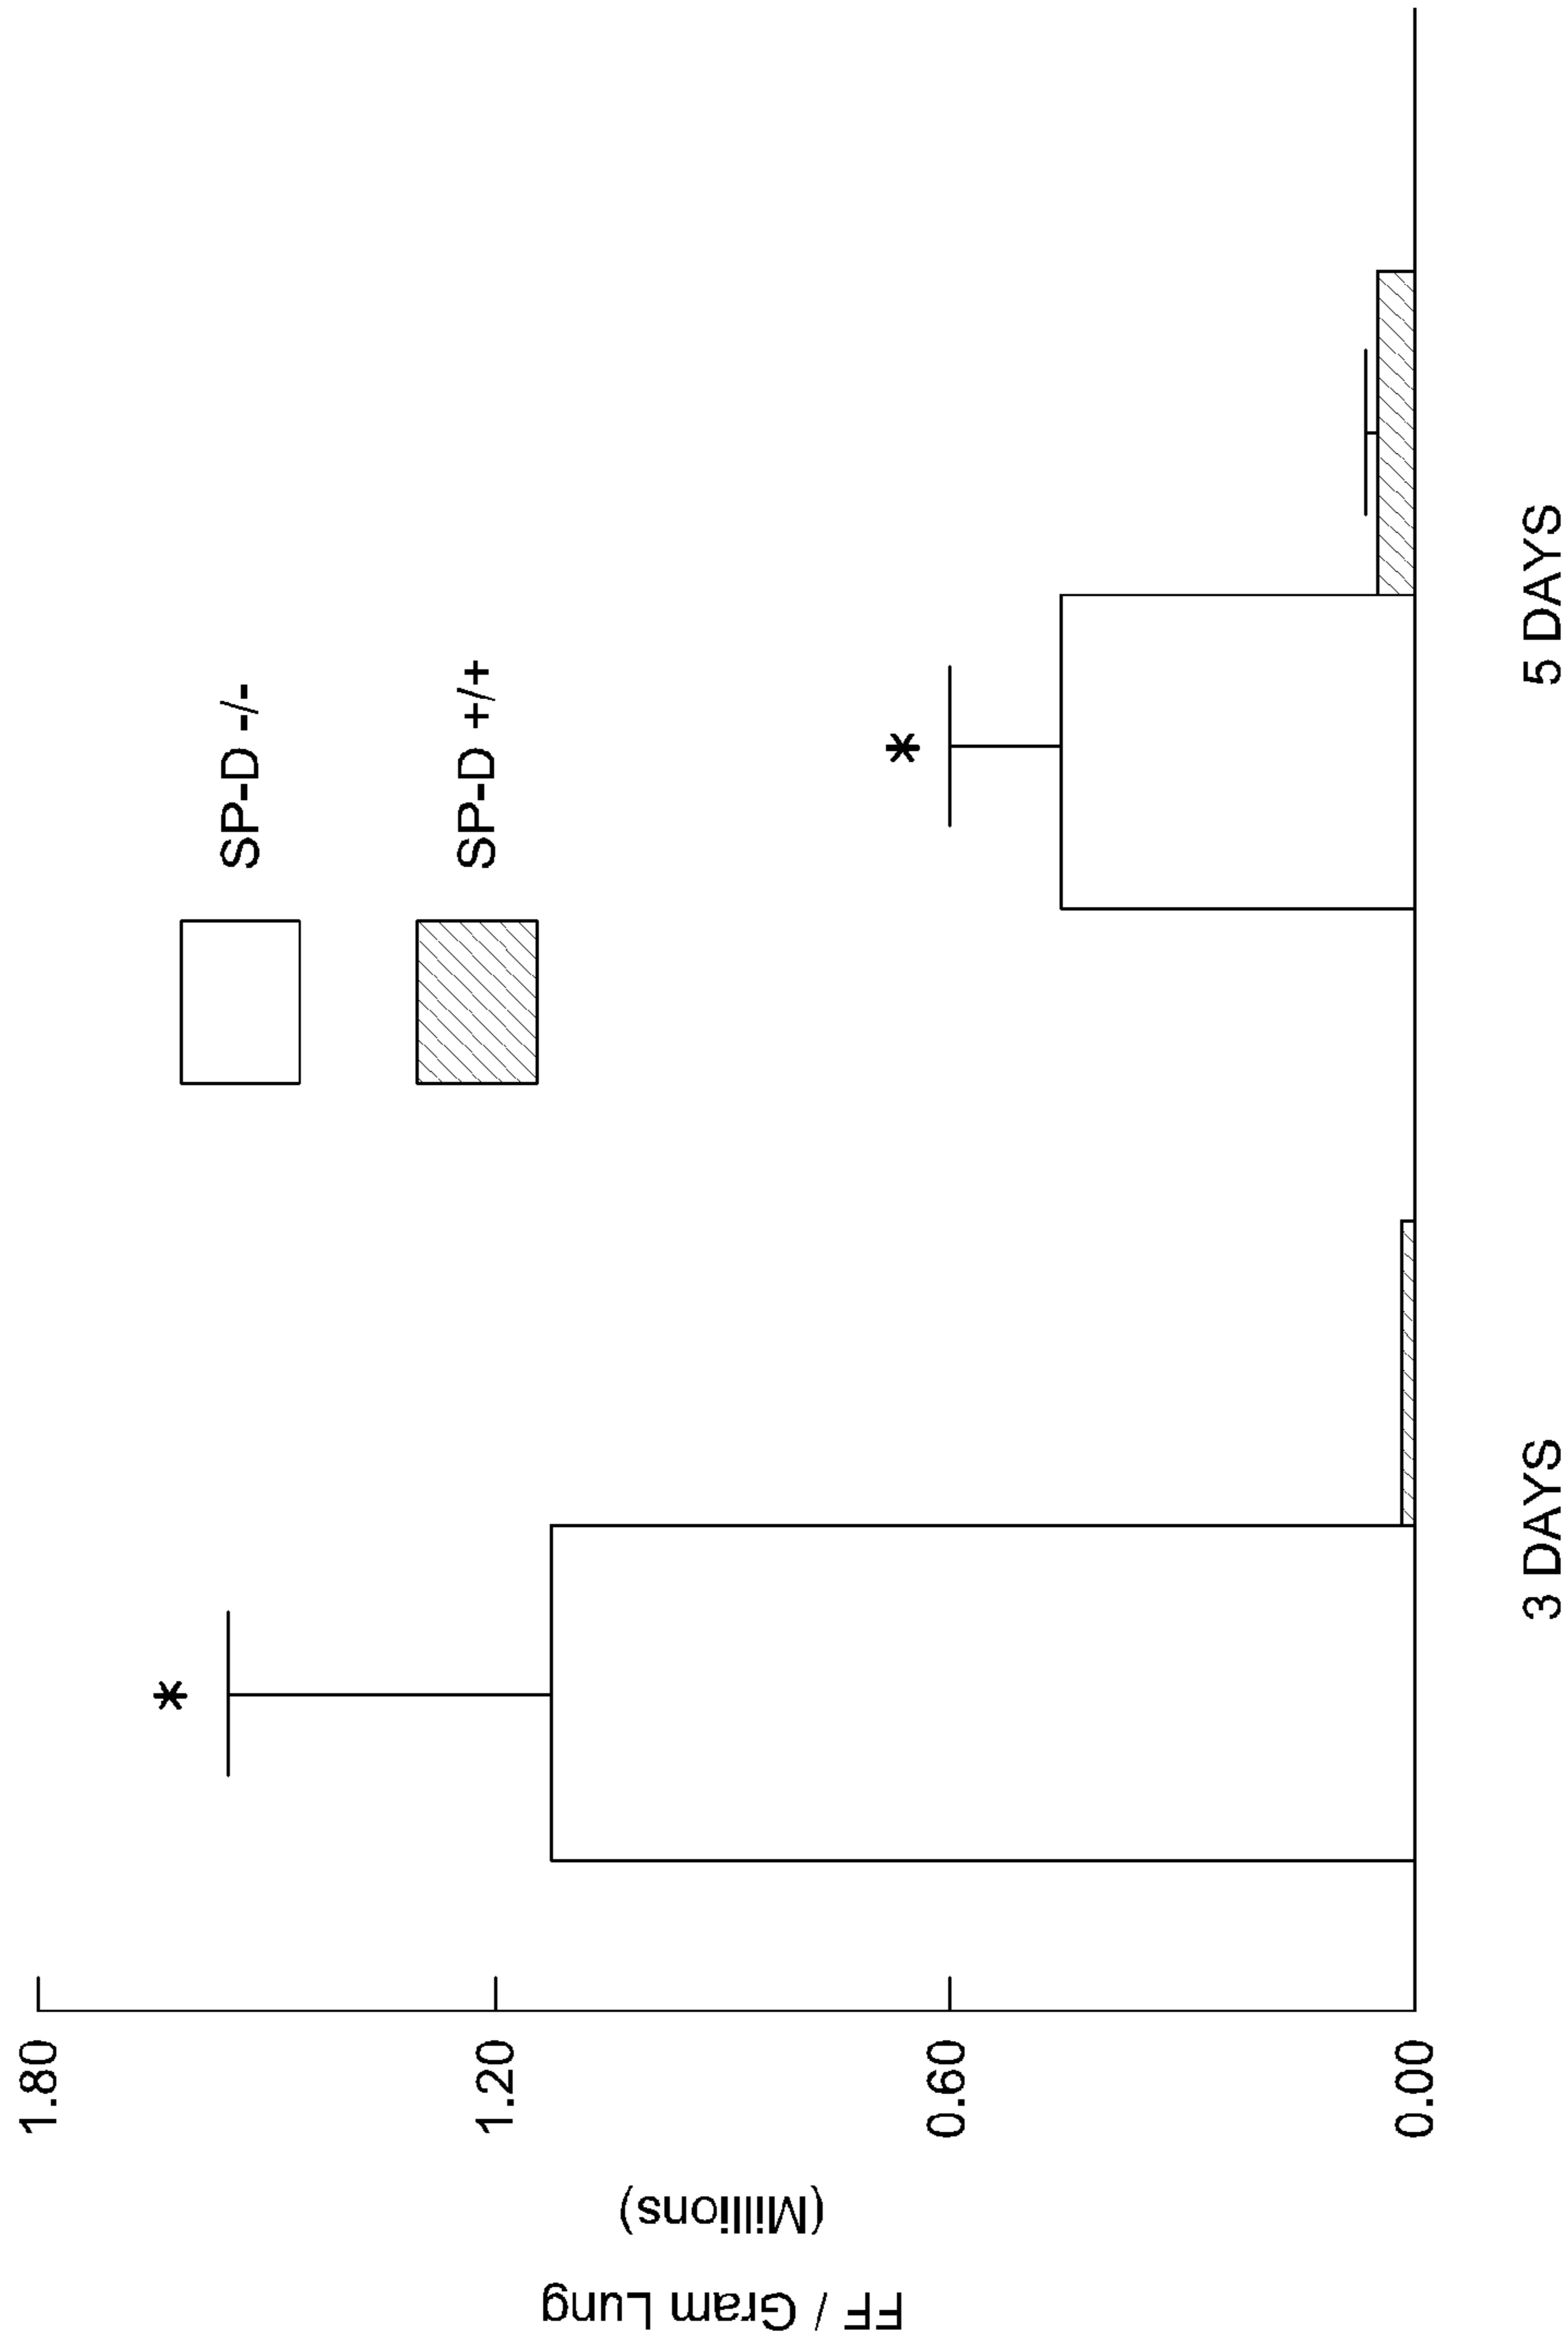 FF / Gram Lung
(Millions)
1.80
1.20
0.60
0.00
*
*
SP-D -/-
SP-D +/+
3 DAYS
5 DAYS